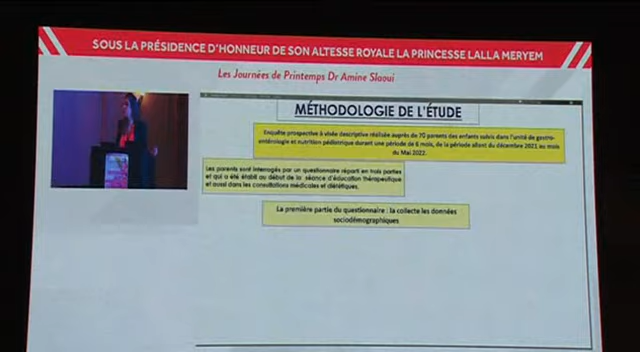 SOUS LA PRÉSIDENCE D'HONNEUR DE SON ALTESSE ROYALE LA PRINCESSE LALLA MERYEM
Les Journées de Printemps Dr Amine Slaoui
MÉTHODOLOGIE DE L'ÉTUDE
Enquête prospective à visée descriptive réalisée auprès de 70 parents des enfants suivis dans l'unité de gastro-
entérologie et nutrition pédiatrique durant une période de 6 mois, de la période allant du décembre 2021 au mois
du Mai 2022.
Les parents sont interrogés par un questionnaire réparti en trois parties
et qui a été établi au début de la séance d'éducation thérapeutique
et aussi dans les consultations médicales et diététiques.
La première partie du questionnaire : la collecte les données
sociodémographiques